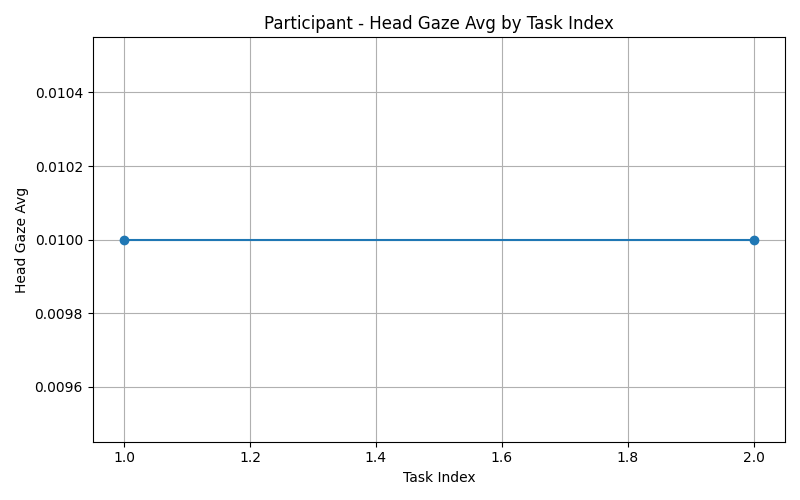 Participant - Head Gaze Avg by Task Index
Head Gaze Avg
0.0104
0.0102
0.0100
0.0098
0.0096
1.0 1.2 1.4 1.6 1.8 2.0
Task Index